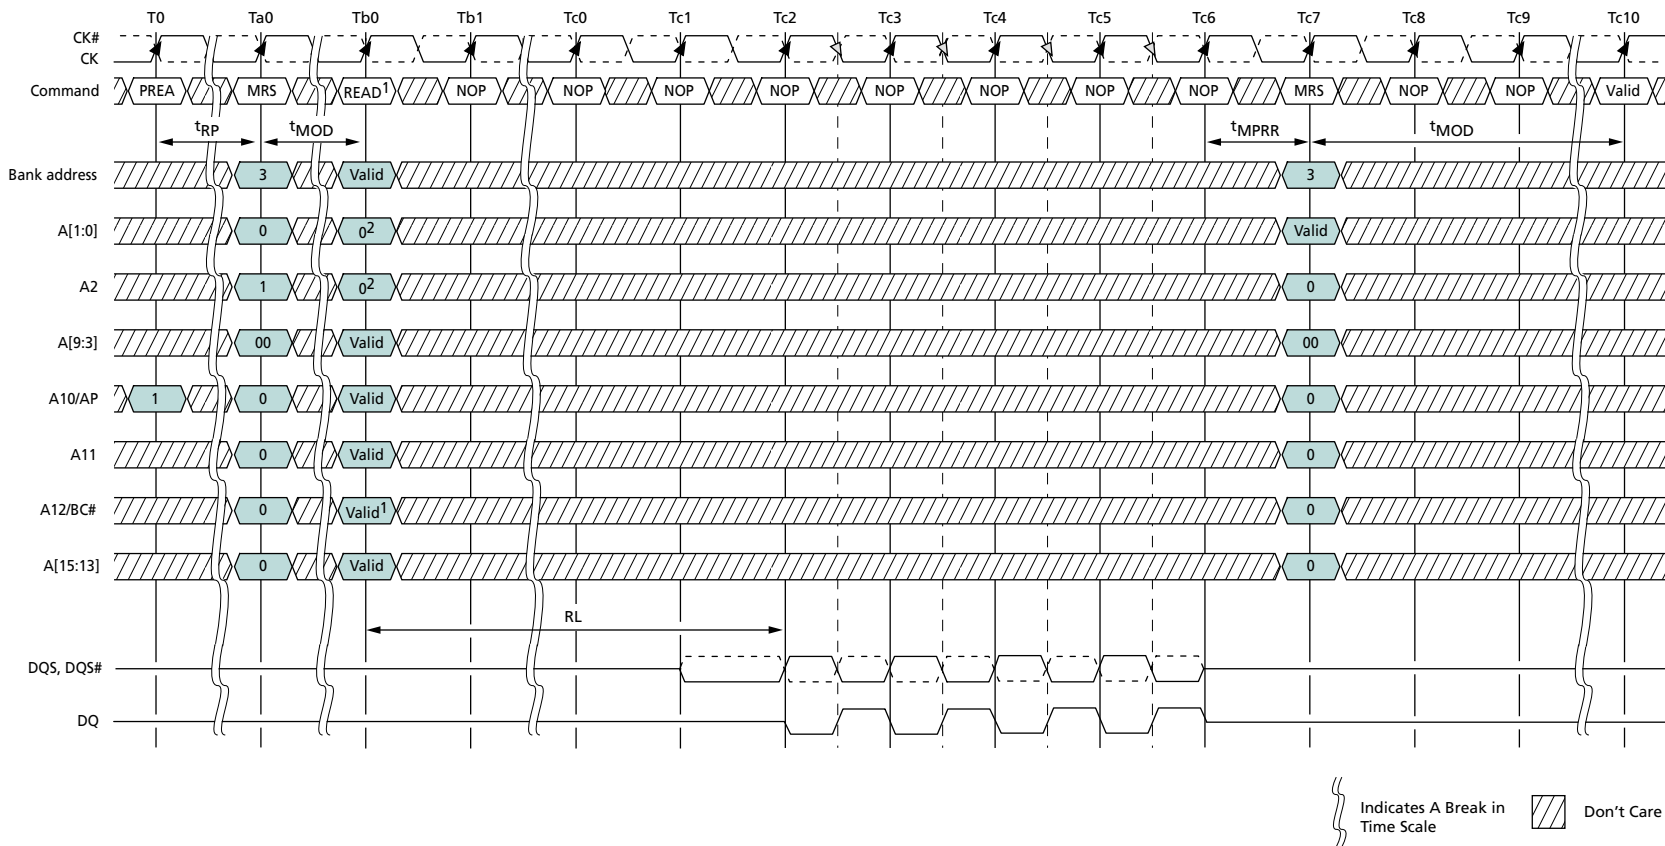 T0 Ta0 Tb0 Tb1 Tc0 Tc1 Tc2 Tc3 Tc4 Tc5 Tc6 Tc7 Tc8 Tc9 Tc10
CK#
CK
Command PREA MRS READ1 NOP NOP NOP NOP NOP NOP NOP NOP MRS NOP NOP Valid
tRP tMOD tMPRR tMOD
Bank address 3 Valid 3
A[1:0] 0 02 Valid
A2 1 02 0
A[9:3] 00 Valid 00
A10/AP 1 0 Valid 0
A11 0 Valid 0
A12/BC# 0 Valid1 0
A[15:13] 0 Valid 0
RL
DQS, DQS#
DQ
Indicates A Break in
Time Scale
Don't Care